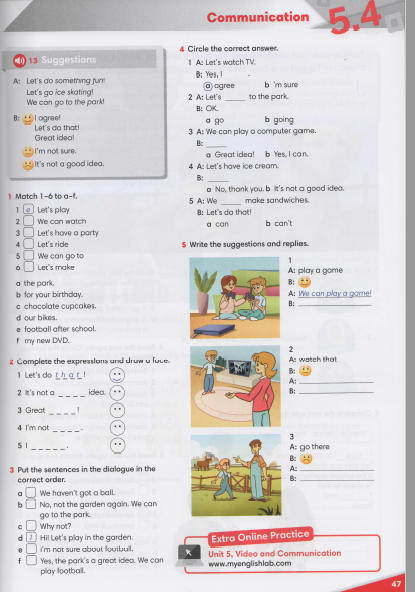 Communication 5.4
13 Suggestions
A: Let's do something fun!
Let's go ice skating!
We can go to the park!
B: I agree!
Let's do that!
Great idea!
I'm not sure.
It's not a good idea.
1 Match 1–6 to a–f.
1 e Let's play
2 We can watch
3 Let's have a party
4 Let's ride
5 We can go to
6 Let's make
a the park.
b for your birthday.
c chocolate cupcakes.
d our bikes.
e football after school.
f my new DVD.
2 Complete the expressions and draw a face.
1 Let's do t h a t !
2 It's not a _ _ _ _ idea.
3 Great _ _ _ _ !
4 I'm not _ _ _ _.
5 I _ _ _ _ _.
3 Put the sentences in the dialogue in the
correct order.
a We haven't got a ball.
b No, not the garden again. We can
go to the park.
c Why not?
d 1 Hi! Let's play in the garden.
e I'm not sure about football.
f Yes, the park's a great idea. We can
play football.
4 Circle the correct answer.
1 A: Let's watch TV.
B: Yes, I
a agree b 'm sure
2 A: Let's _____ to the park.
B: OK.
a go b going
3 A: We can play a computer game.
B: _____
a Great idea! b Yes, I can.
4 A: Let's have ice cream.
B: _____
a No, thank you. b It's not a good idea.
5 A: We _____ make sandwiches.
B: Let's do that!
a can b can't
5 Write the suggestions and replies.
1
A: play a game
B:
A: We can play a game!
B: __________
2
A: watch that
B:
A: __________
B: __________
3
A: go there
B:
A: __________
B: __________
Extra Online Practice
Unit 5, Video and Communication
www.myenglishlab.com
47